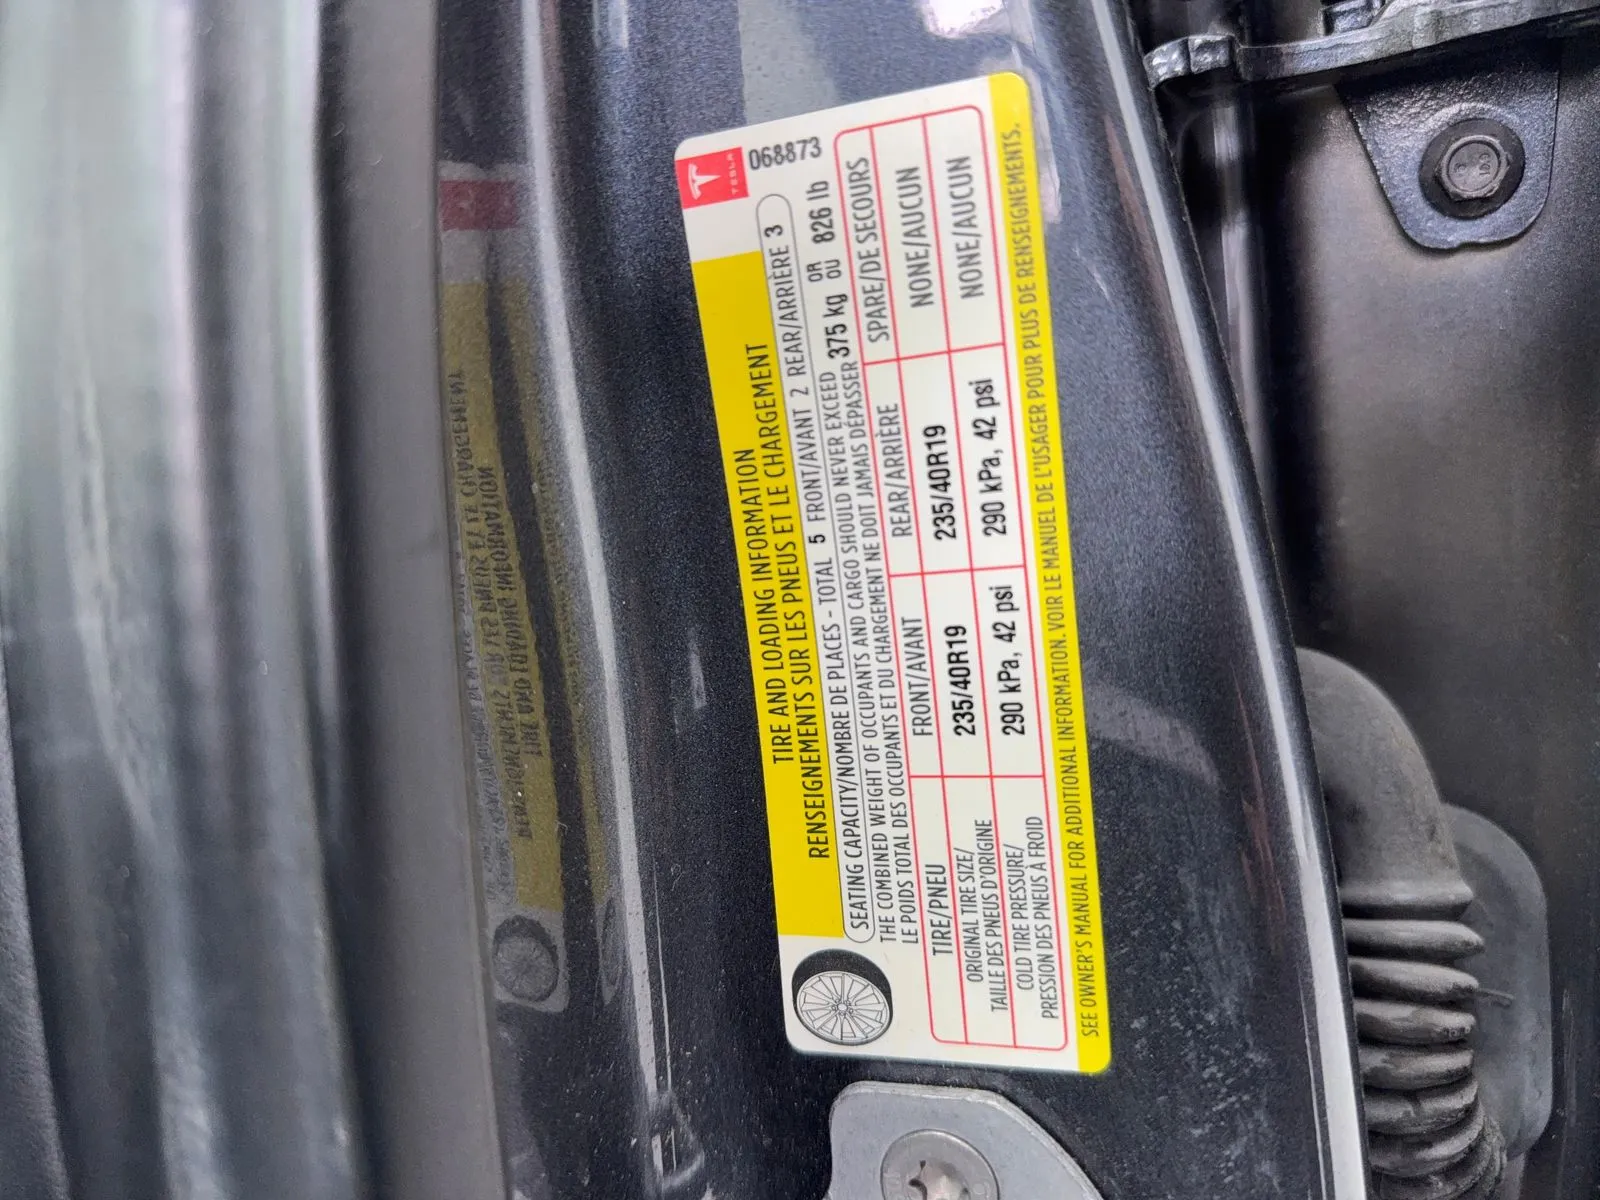 TESLA
068873
TIRE AND LOADING INFORMATION
RENSEIGNEMENTS SUR LES PNEUS ET LE CHARGEMENT
SEATING CAPACITY/NOMBRE DE PLACES - TOTAL 5 FRONT/AVANT 2 REAR/ARRIÈRE 3
THE COMBINED WEIGHT OF OCCUPANTS AND CARGO SHOULD NEVER EXCEED 375 kg OR 826 lb
LE POIDS TOTAL DES OCCUPANTS ET DU CHARGEMENT NE DOIT JAMAIS DÉPASSER OU
TIRE/PNEU FRONT/AVANT REAR/ARRIÈRE SPARE/DE SECOURS
ORIGINAL TIRE SIZE/ 235/40R19 235/40R19 NONE/AUCUN
TAILLE DES PNEUS D'ORIGINE
COLD TIRE PRESSURE/ 290 kPa, 42 psi 290 kPa, 42 psi NONE/AUCUN
PRESSION DES PNEUS À FROID
SEE OWNER'S MANUAL FOR ADDITIONAL INFORMATION. VOIR LE MANUEL DE L'USAGER POUR PLUS DE RENSEIGNEMENTS.